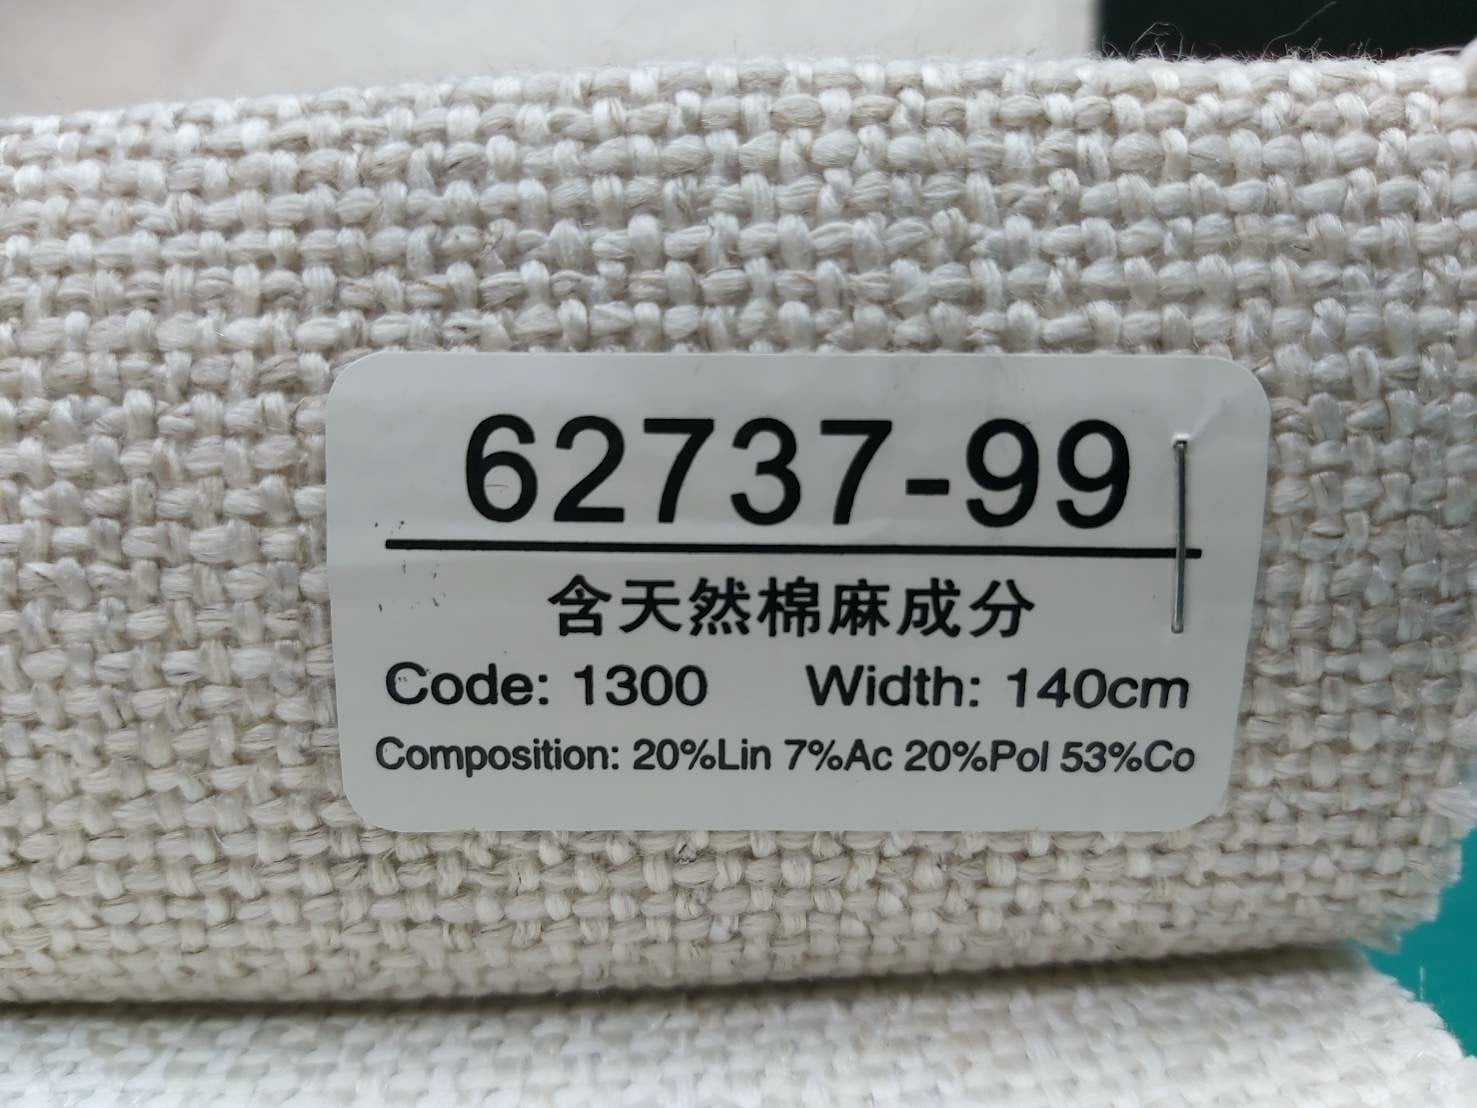 62737-99
含天然棉麻成分
Code: 1300 Width: 140cm
Composition: 20%Lin 7%Ac 20%Pol 53%Co